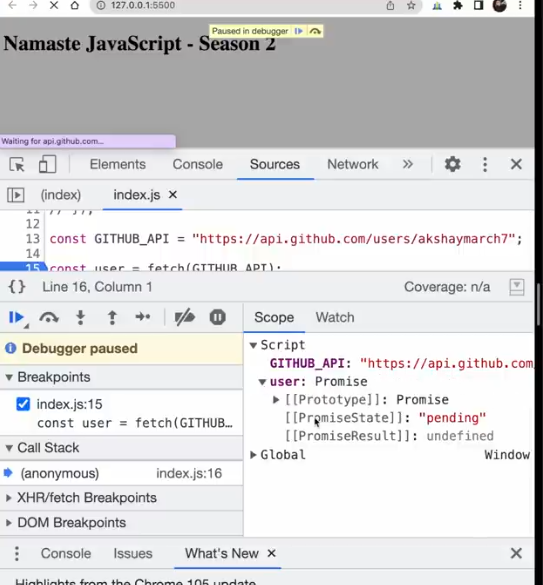 127.0.0.1:5500
Paused in debugger
Namaste JavaScript - Season 2
Waiting for api.github.com...
Elements Console Sources Network »
(index) index.js ×
11 // });
12
13 const GITHUB_API = "https://api.github.com/users/akshaymarch7";
14
15 const user = fetch(GITHUB_API);
{} Line 16, Column 1 Coverage: n/a
Scope Watch
Debugger paused
Script
GITHUB_API: "https://api.github.com
Breakpoints
user: Promise
index.js:15
[[Prototype]]: Promise
const user = fetch(GITHUB…
[[PromiseState]]: "pending"
[[PromiseResult]]: undefined
Call Stack
Global Window
(anonymous) index.js:16
XHR/fetch Breakpoints
DOM Breakpoints
Console Issues What's New ×
Highlights from the Chrome 105 update